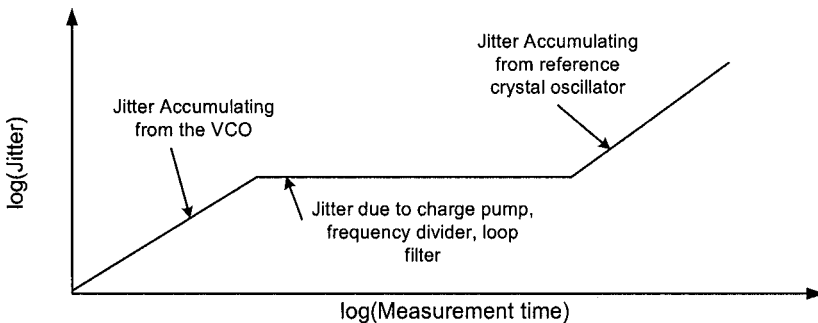 Jitter Accumulating
from reference
crystal oscillator
Jitter Accumulating
from the VCO
log(Jitter)
Jitter due to charge pump,
frequency divider, loop
filter
log(Measurement time)